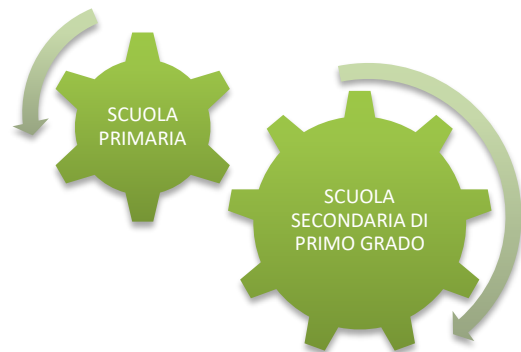 SCUOLA
PRIMARIA
SCUOLA
SECONDARIA DI
PRIMO GRADO